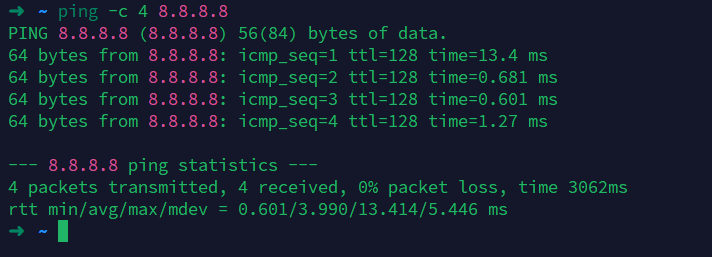 ➜ ~ ping -c 4 8.8.8.8
PING 8.8.8.8 (8.8.8.8) 56(84) bytes of data.
64 bytes from 8.8.8.8: icmp_seq=1 ttl=128 time=13.4 ms
64 bytes from 8.8.8.8: icmp_seq=2 ttl=128 time=0.681 ms
64 bytes from 8.8.8.8: icmp_seq=3 ttl=128 time=0.601 ms
64 bytes from 8.8.8.8: icmp_seq=4 ttl=128 time=1.27 ms
--- 8.8.8.8 ping statistics ---
4 packets transmitted, 4 received, 0% packet loss, time 3062ms
rtt min/avg/max/mdev = 0.601/3.990/13.414/5.446 ms
➜ ~